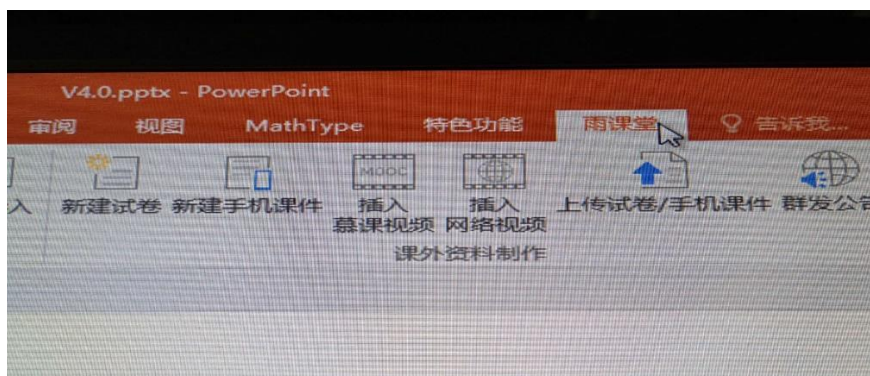 V4.0.pptx - PowerPoint
审阅 视图 MathType 特色功能 雨课堂 告诉我...
入 新建试卷 新建手机课件 插入 插入 上传试卷/手机课件 群发公告
MOOC
慕课视频 网络视频
课外资料制作